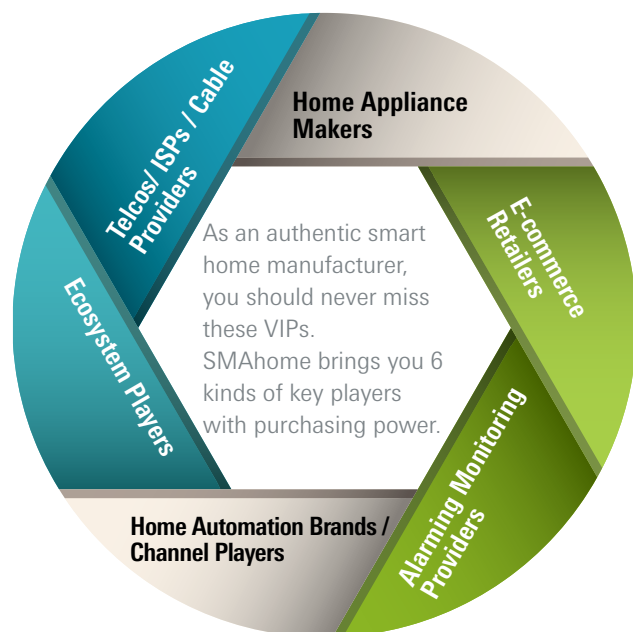 Home Appliance
Makers
E-commerce
Retailers
Alarming Monitoring
Providers
Home Automation Brands /
Channel Players
Ecosystem Players
Telcos/ ISPs / Cable
Providers
As an authentic smart
home manufacturer,
you should never miss
these VIPs.
SMAhome brings you 6
kinds of key players
with purchasing power.